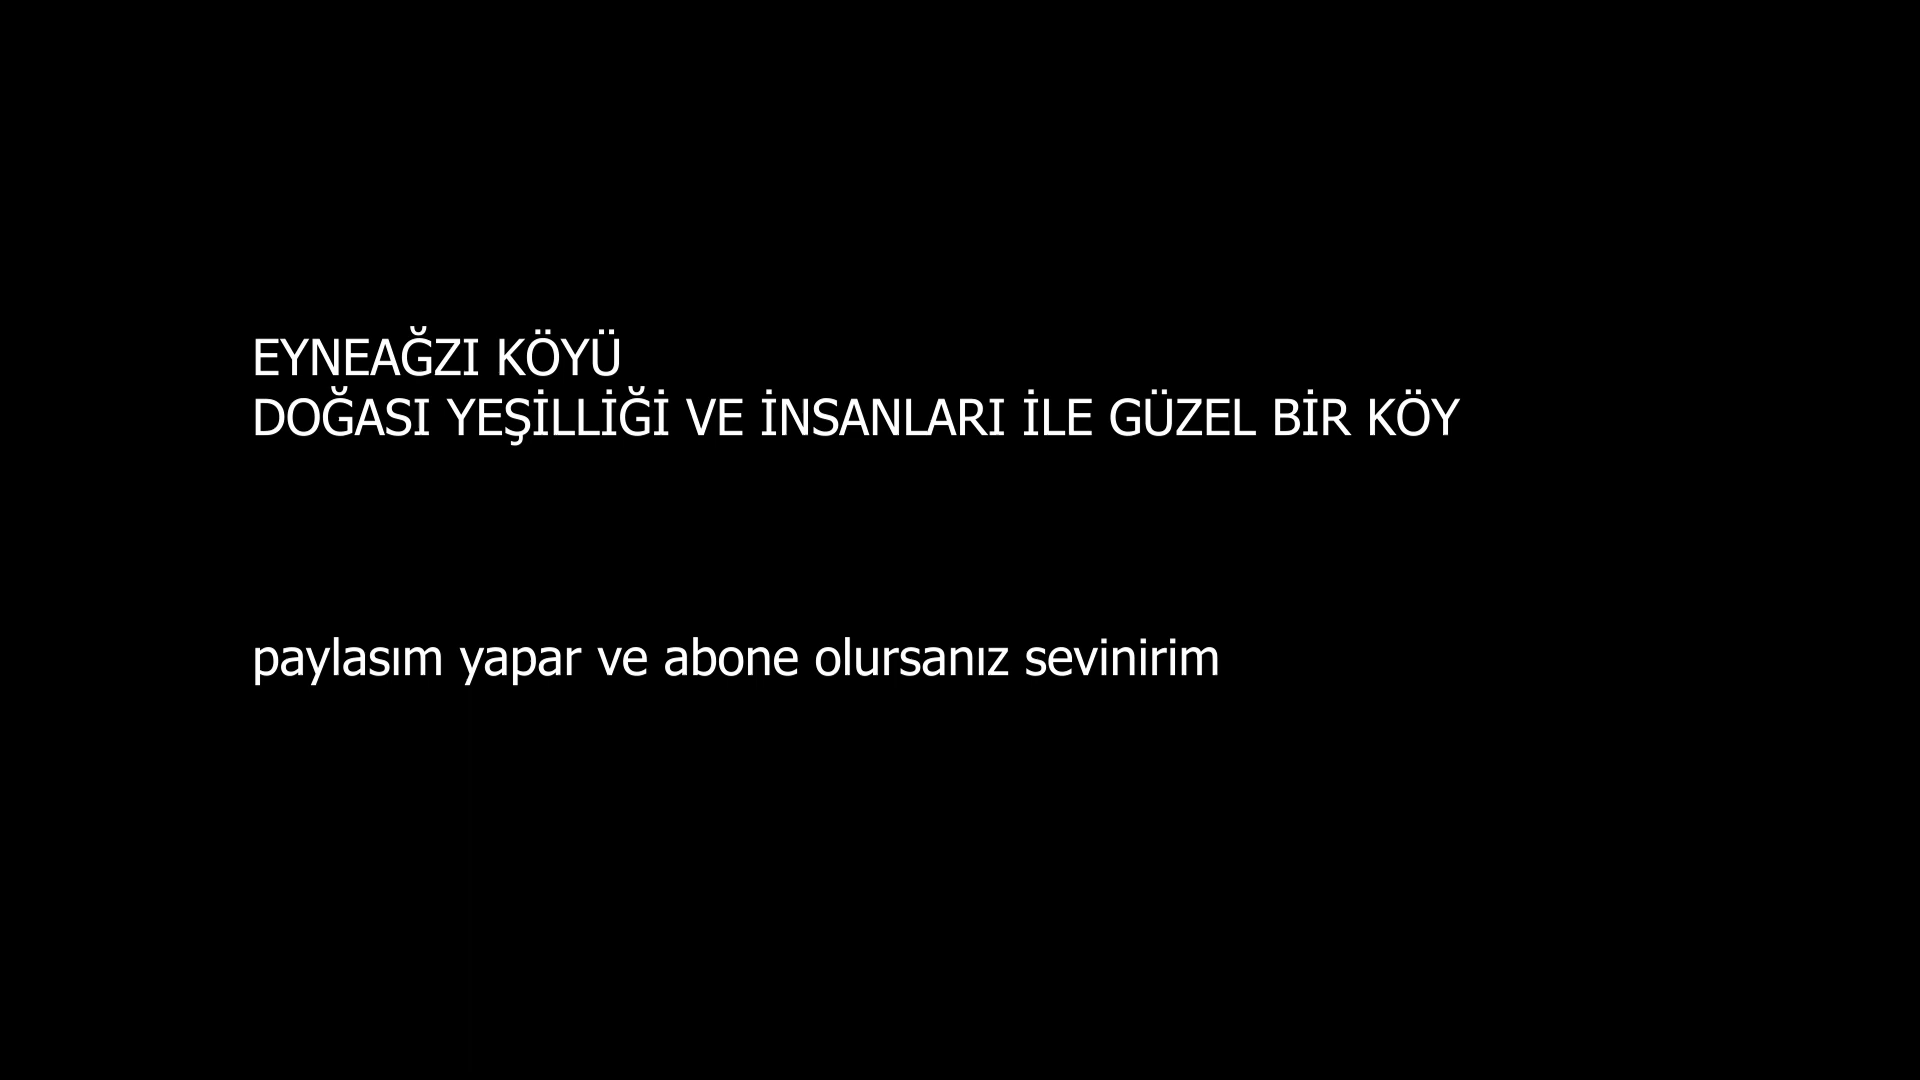 EYNEAĞZI KÖYÜ
DOĞASI YEŞİLLİĞİ VE İNSANLARI İLE GÜZEL BİR KÖY
paylasım yapar ve abone olursanız sevinirim